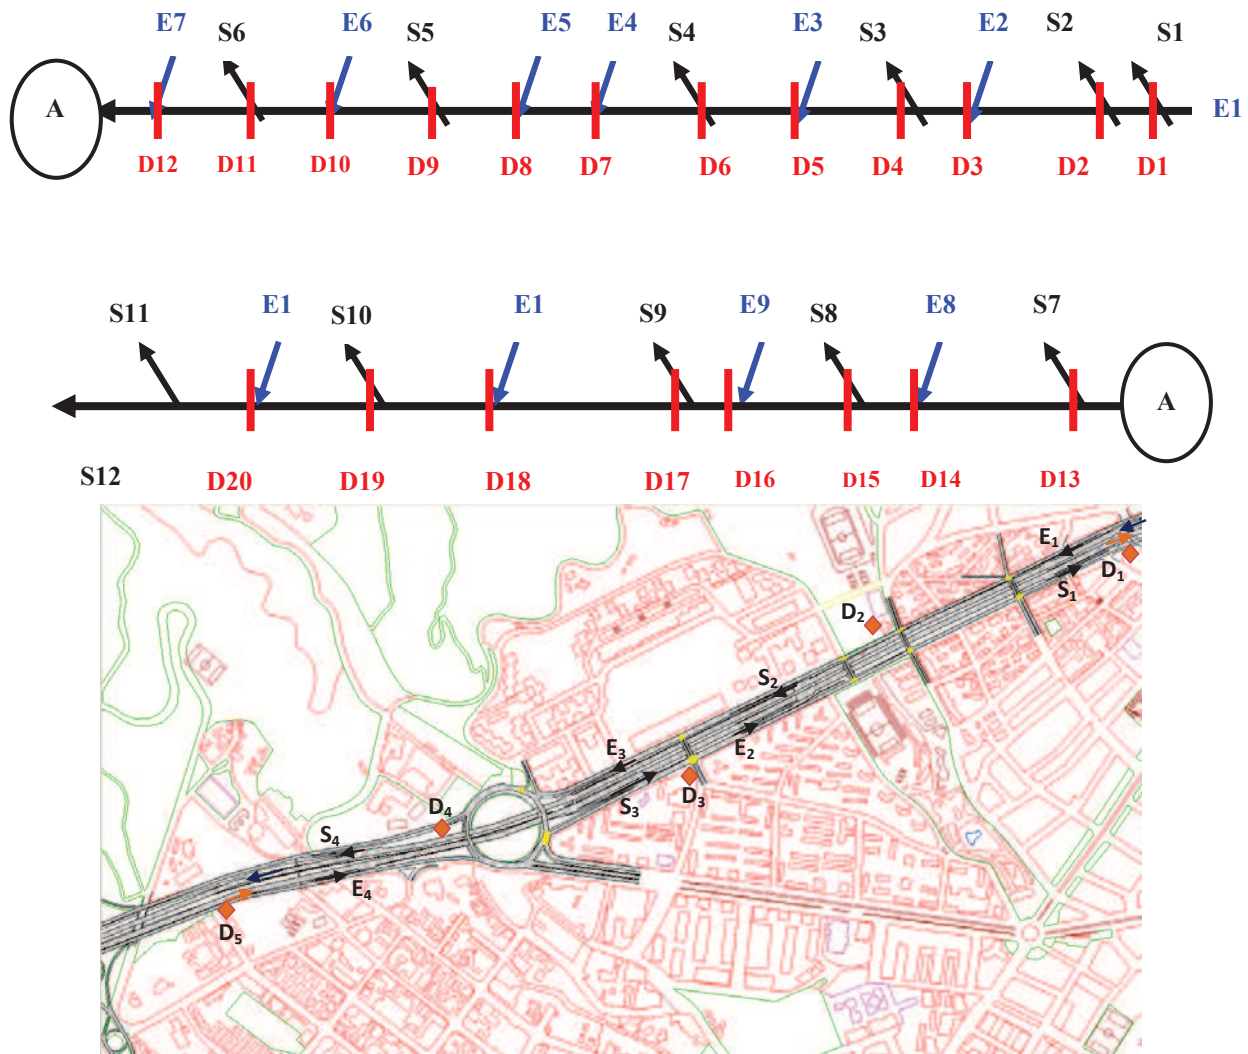 E7 S6 E6 S5 E5 E4 S4 E3 S3 E2 S2 S1
A E1
D12 D11 D10 D9 D8 D7 D6 D5 D4 D3 D2 D1
S11 E1 S10 E1 S9 E9 S8 E8 S7
A
S12 D20 D19 D18 D17 D16 D15 D14 D13
E1
D1
S1
D2
S2
E2
E3
D3
S3
D4
S4
E4
D5